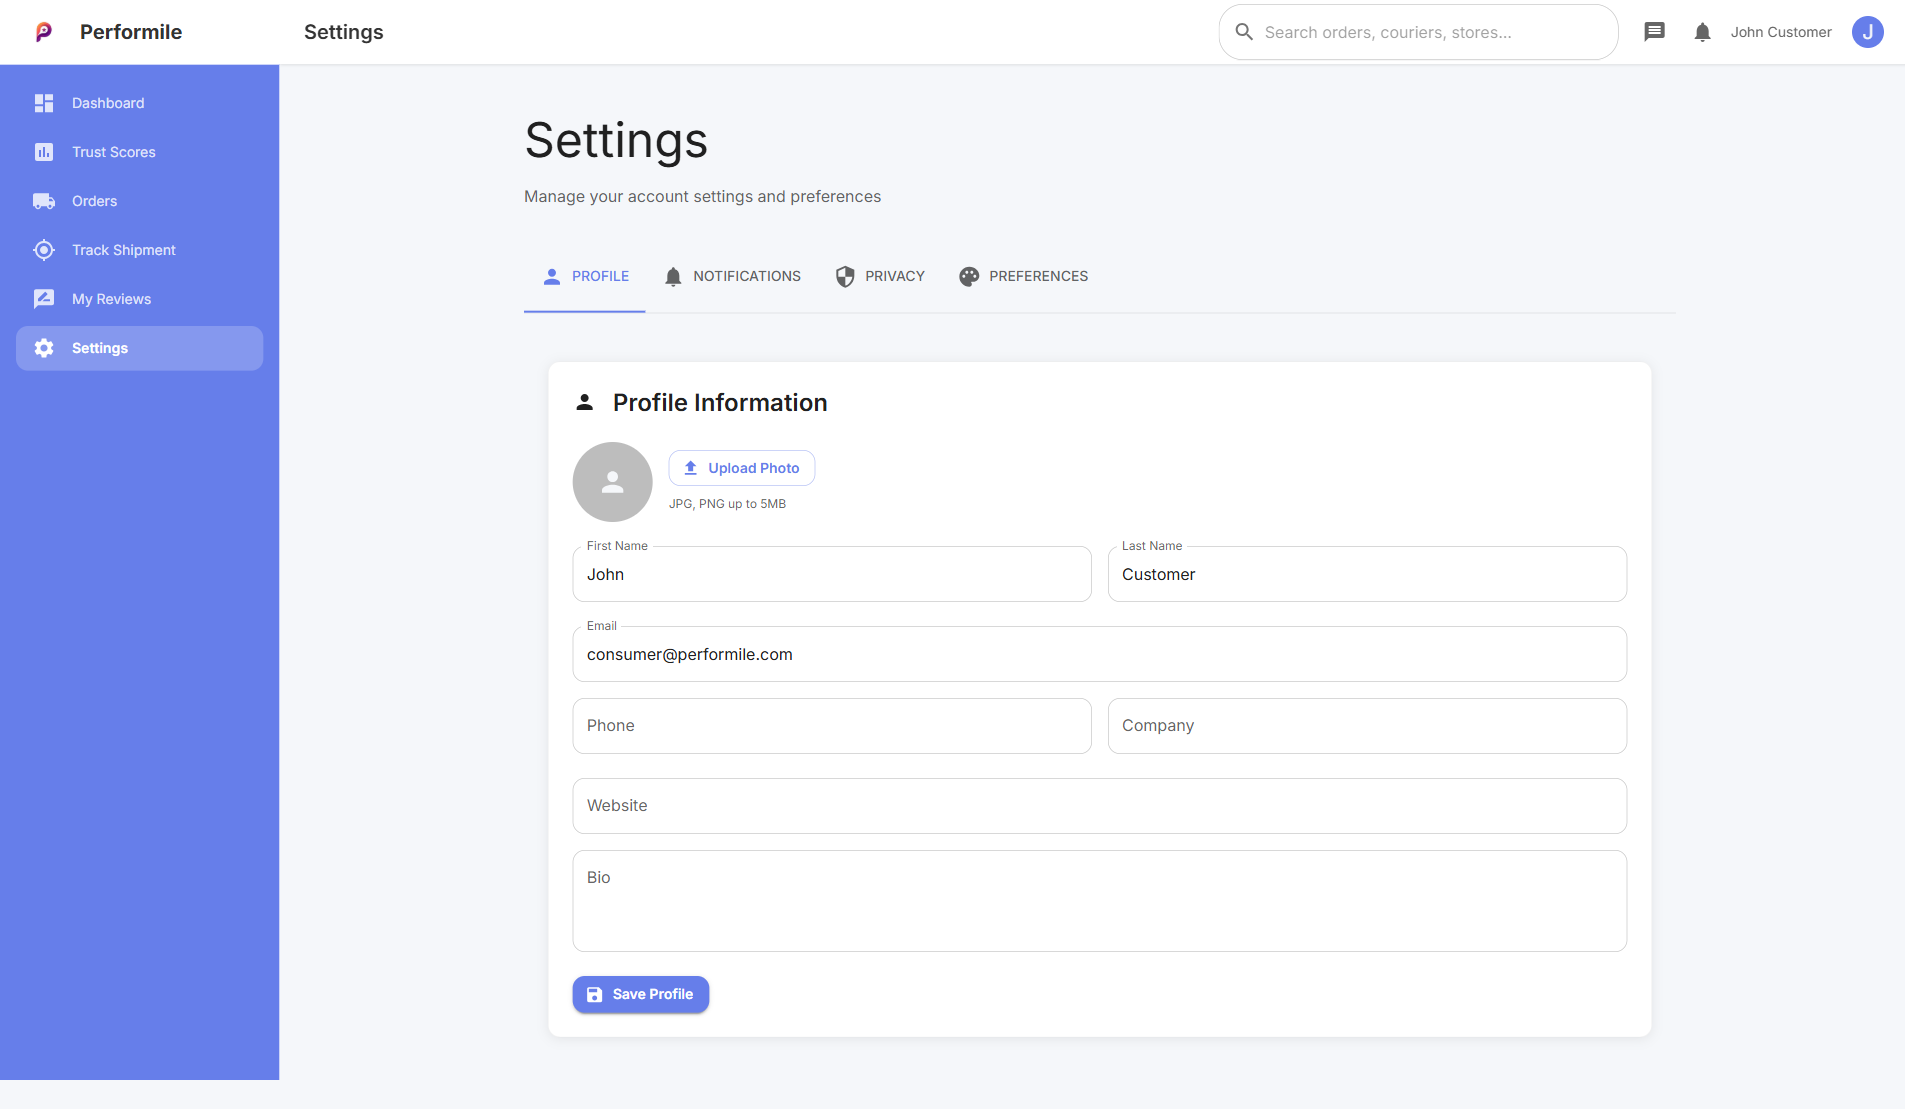 Performile
Settings
Search orders, couriers, stores...
John Customer
J
Dashboard
Trust Scores
Orders
Track Shipment
My Reviews
Settings
Settings
Manage your account settings and preferences
PROFILE
NOTIFICATIONS
PRIVACY
PREFERENCES
Profile Information
Upload Photo
JPG, PNG up to 5MB
First Name
John
Last Name
Customer
Email
consumer@performile.com
Phone
Company
Website
Bio
Save Profile